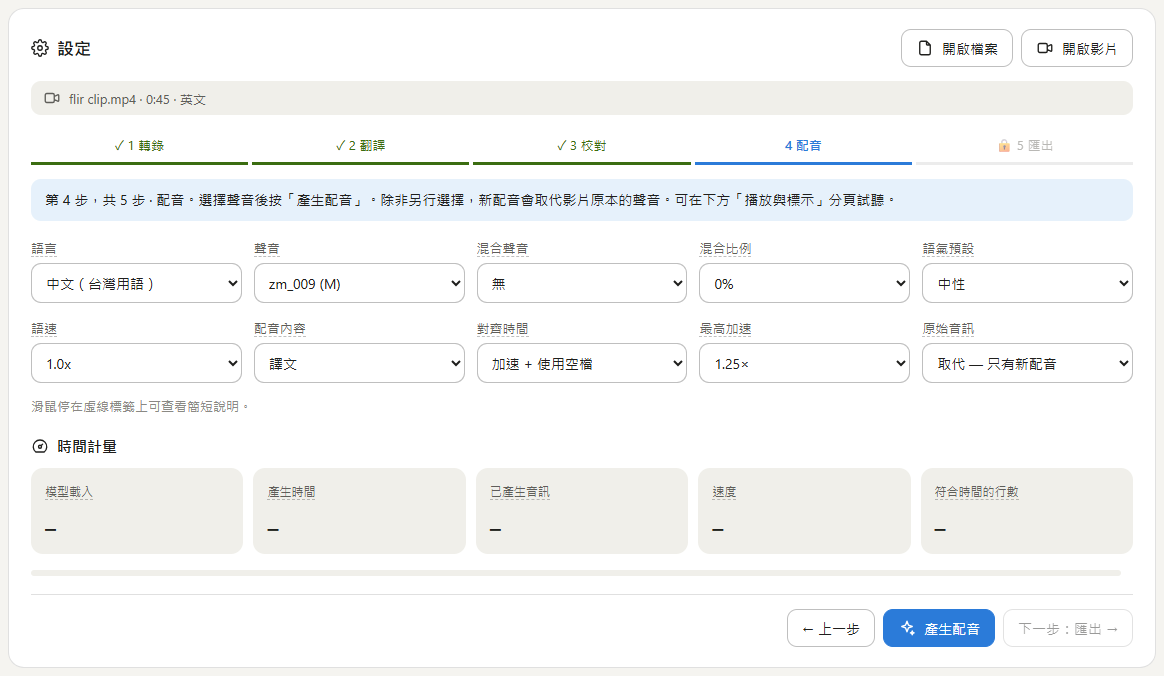 設定
開啟檔案
開啟影片
flir clip.mp4 · 0:45 · 英文
✓ 1 轉錄
✓ 2 翻譯
✓ 3 校對
4 配音
5 匯出
第 4 步，共 5 步 · 配音。選擇聲音後按「產生配音」。除非另行選擇，新配音會取代影片原本的聲音。可在下方「播放與標示」分頁試聽。
語言
聲音
混合聲音
混合比例
語氣預設
中文（台灣用語）
zm_009 (M)
無
0%
中性
語速
配音內容
對齊時間
最高加速
原始音訊
1.0x
譯文
加速 + 使用空檔
1.25×
取代 — 只有新配音
滑鼠停在虛線標籤上可查看簡短說明。
時間計量
模型載入
產生時間
已產生音訊
速度
符合時間的行數
–
–
–
–
–
← 上一步
產生配音
下一步：匯出 →